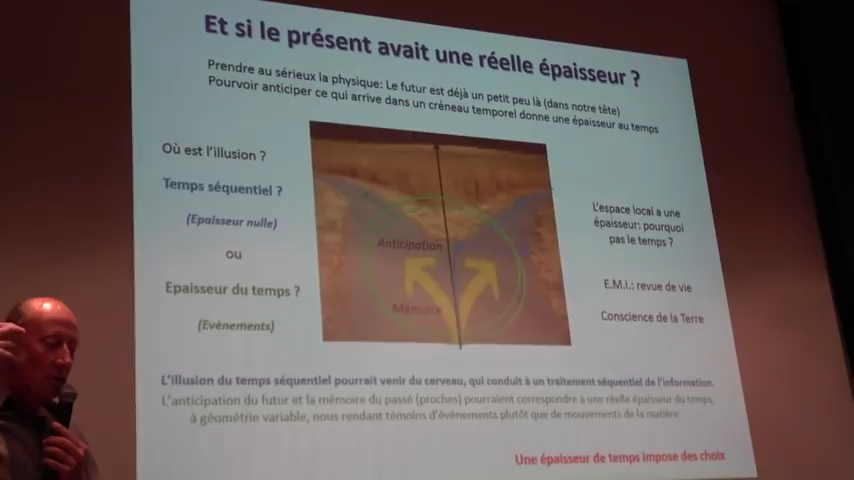 Et si le présent avait une réelle épaisseur ?
Prendre au sérieux la physique: Le futur est déjà un petit peu là (dans notre tête)
Pourvoir anticiper ce qui arrive dans un créneau temporel donne une épaisseur au temps
Où est l'illusion ?
Temps séquentiel ?
(Epaisseur nulle)
ou
Epaisseur du temps ?
(Evènements)
Anticipation
Mémoire
L'espace local a une
épaisseur: pourquoi
pas le temps ?
E.M.I.: revue de vie
Conscience de la Terre
L'illusion du temps séquentiel pourrait venir du cerveau, qui conduit à un traitement séquentiel de l'information.
L'anticipation du futur et la mémoire du passé (proches) pourraient correspondre à une réelle épaisseur du temps,
à géométrie variable, nous rendant témoins d'évènements plutôt que de mouvements de la matière.
Une épaisseur de temps impose des choix